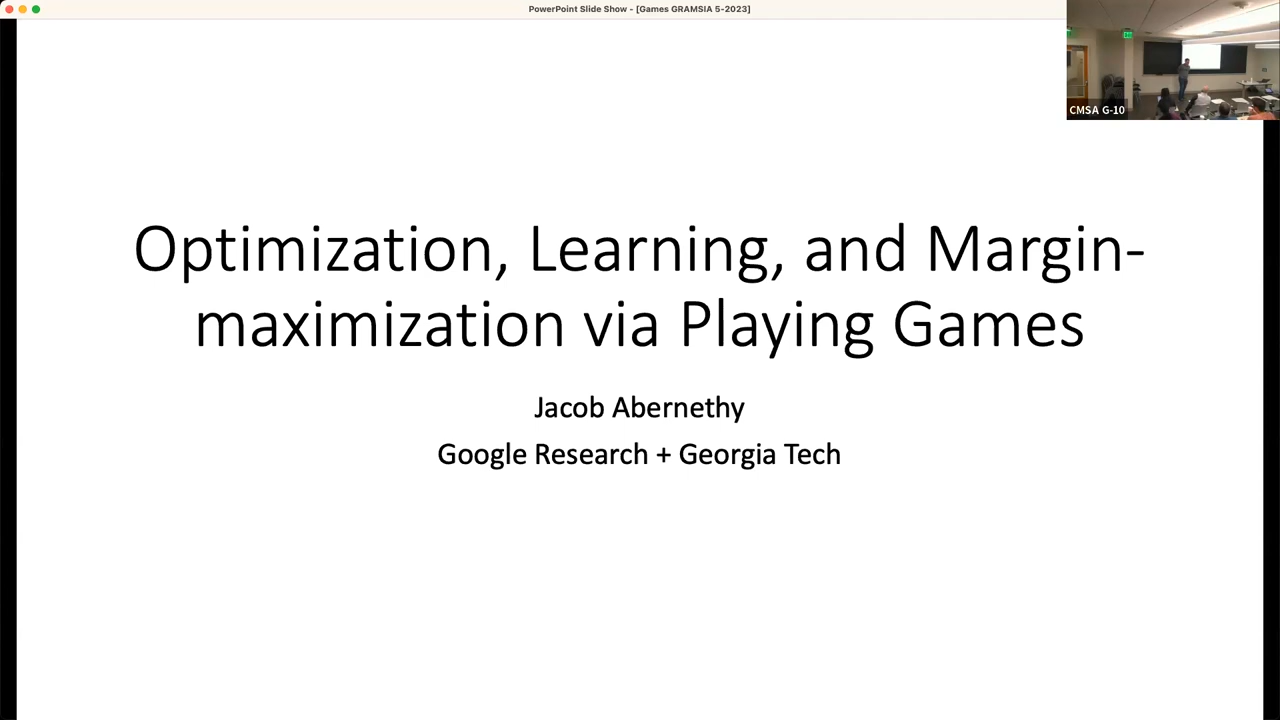 PowerPoint Slide Show - [Games GRAMSIA 5-2023]
CMSA G-10
Optimization, Learning, and Margin-
maximization via Playing Games
Jacob Abernethy
Google Research + Georgia Tech